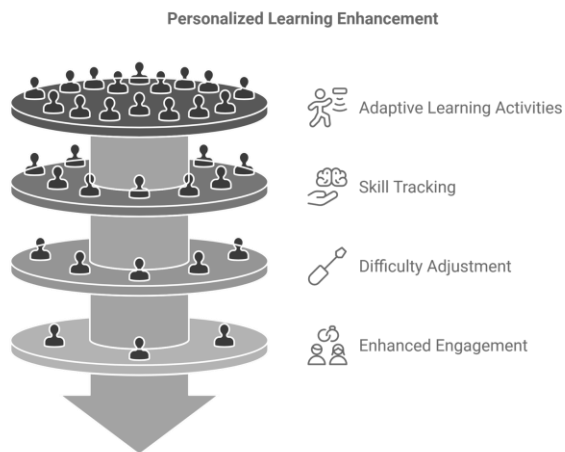 Personalized Learning Enhancement
Adaptive Learning Activities
Skill Tracking
Difficulty Adjustment
Enhanced Engagement